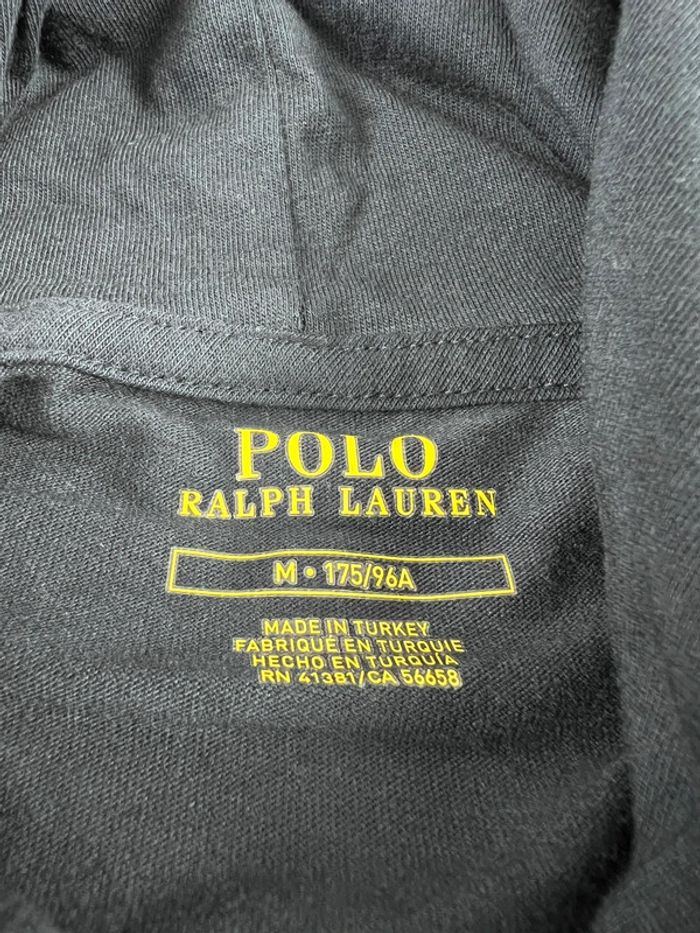 POLO
RALPH LAUREN
M • 175/96A
MADE IN TURKEY
FABRIQUÉ EN TURQUIE
HECHO EN TURQUÍA
RN 41381/CA 56658